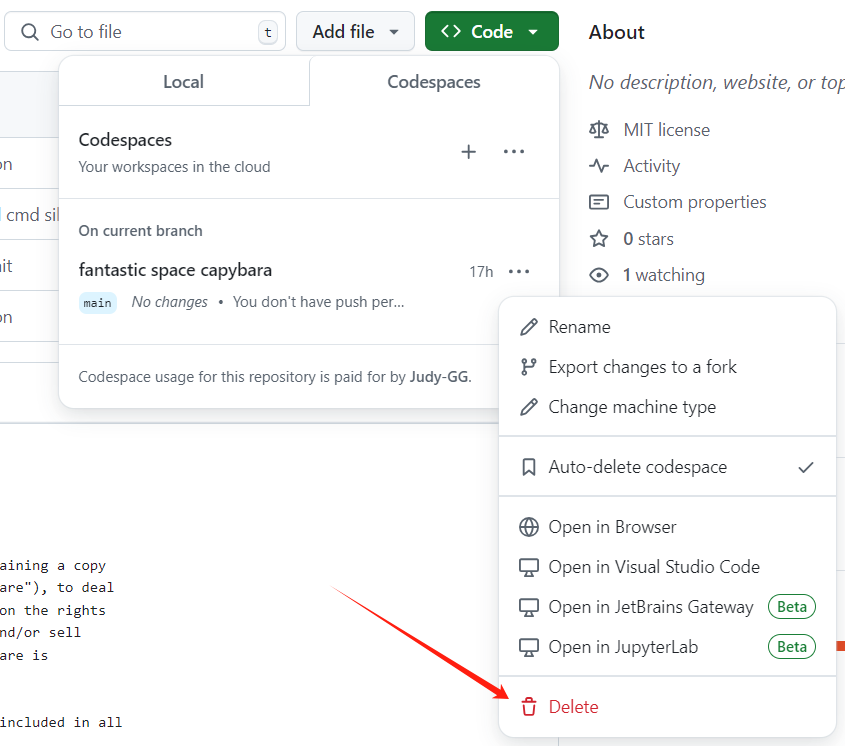 Go to file
t
Add file
Code
About
No description, website, or top
Local
Codespaces
MIT license
Codespaces
Your workspaces in the cloud
on
Activity
Custom properties
cmd sil
On current branch
0 stars
it
fantastic space capybara
17h
1 watching
main
No changes • You don't have push per...
on
Rename
Export changes to a fork
Codespace usage for this repository is paid for by Judy-GG.
Change machine type
Auto-delete codespace
Open in Browser
aining a copy
Open in Visual Studio Code
are"), to deal
on the rights
Open in JetBrains Gateway
Beta
nd/or sell
Open in JupyterLab
Beta
are is
Delete
included in all